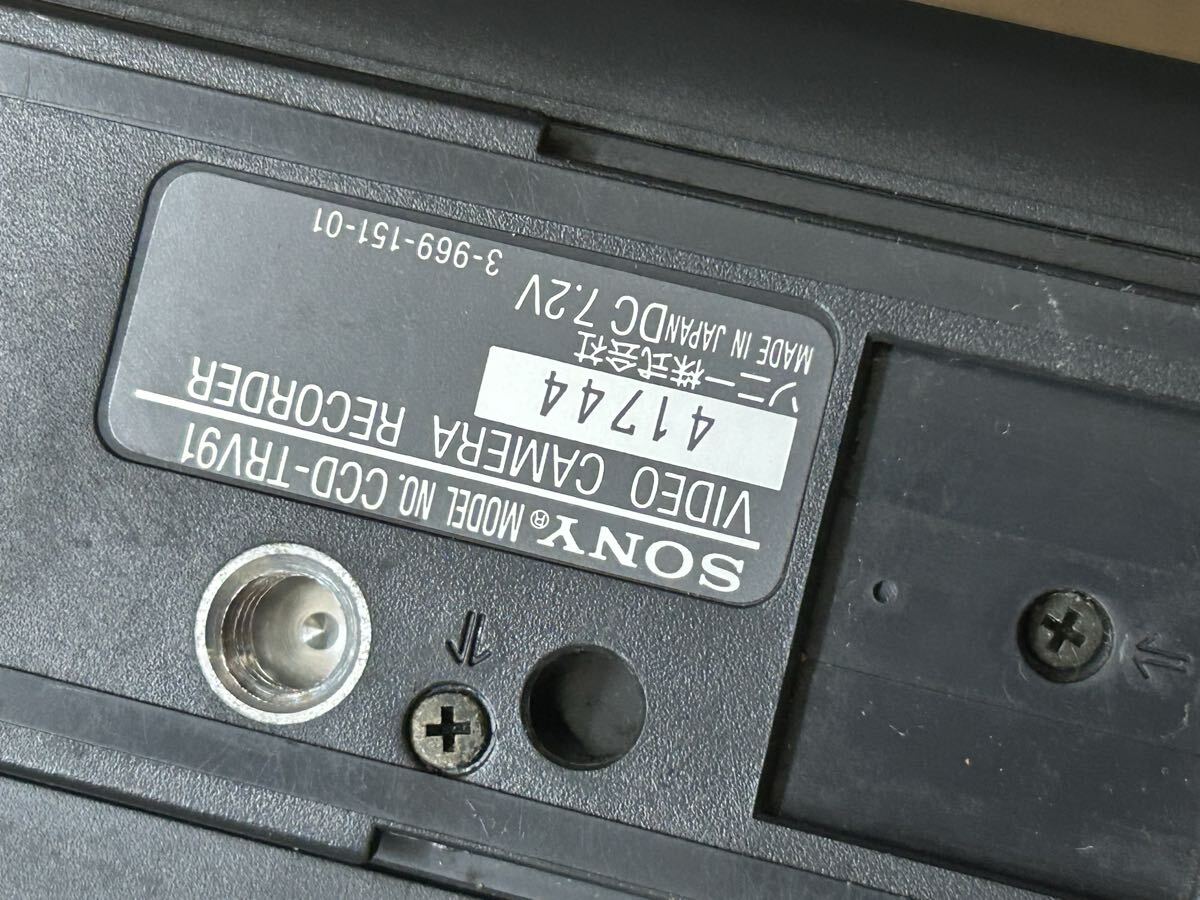 SONY® MODEL NO. CCD-TRV91
VIDEO CAMERA RECORDER
41744
ソニー株式会社
MADE IN JAPAN DC 7.2V
3-969-151-01